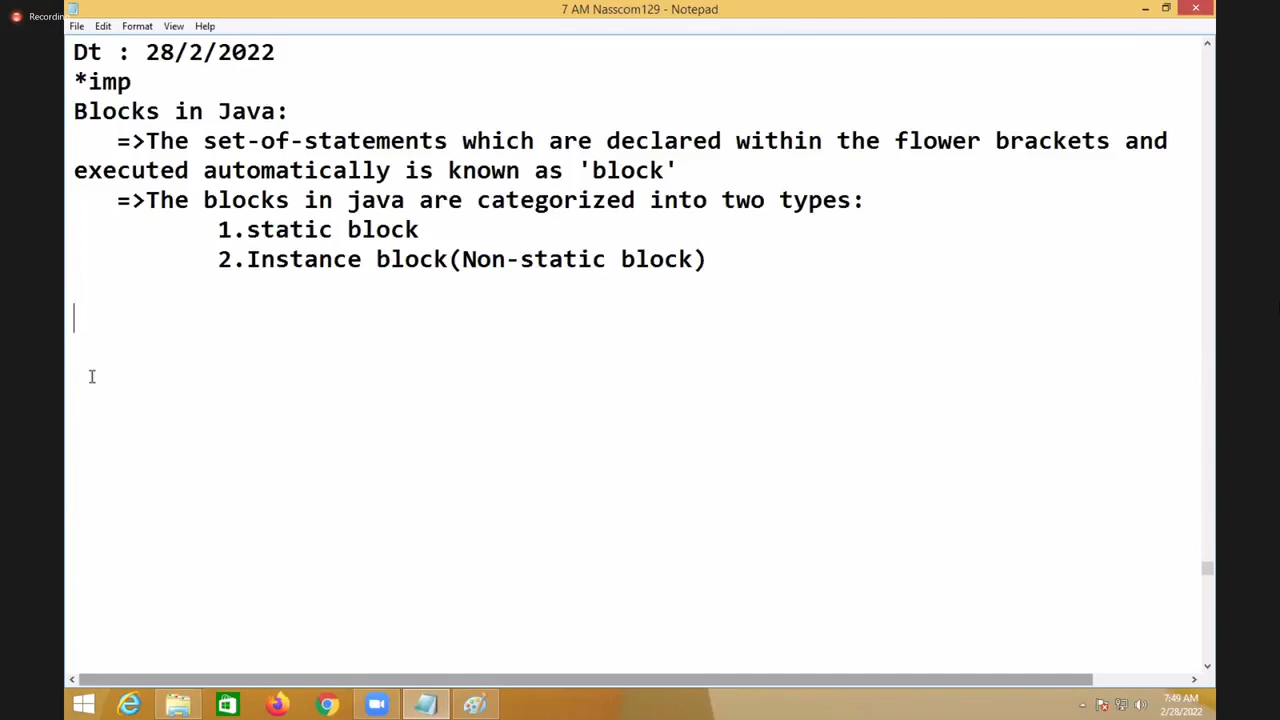 Recording
7 AM Nasscom129 - Notepad
File Edit Format View Help
Dt : 28/2/2022
*imp
Blocks in Java:
=>The set-of-statements which are declared within the flower brackets and
executed automatically is known as 'block'
=>The blocks in java are categorized into two types:
1.static block
2.Instance block(Non-static block)
7:49 AM
2/28/2022